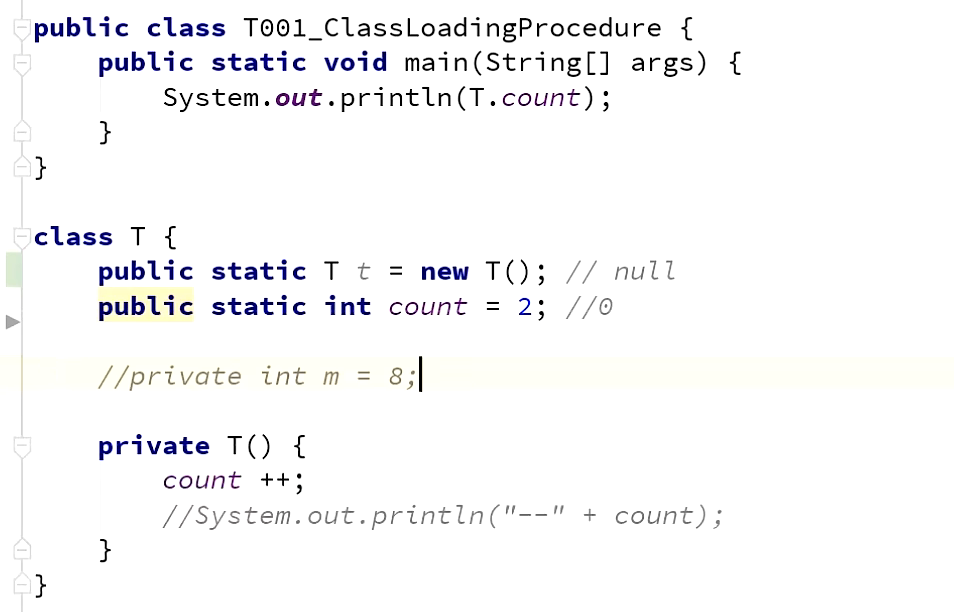 public class T001_ClassLoadingProcedure {
    public static void main(String[] args) {
        System.out.println(T.count);
    }
}
class T {
    public static T t = new T(); // null
    public static int count = 2; //0
    //private int m = 8;
    private T() {
        count ++;
        //System.out.println("--" + count);
    }
}